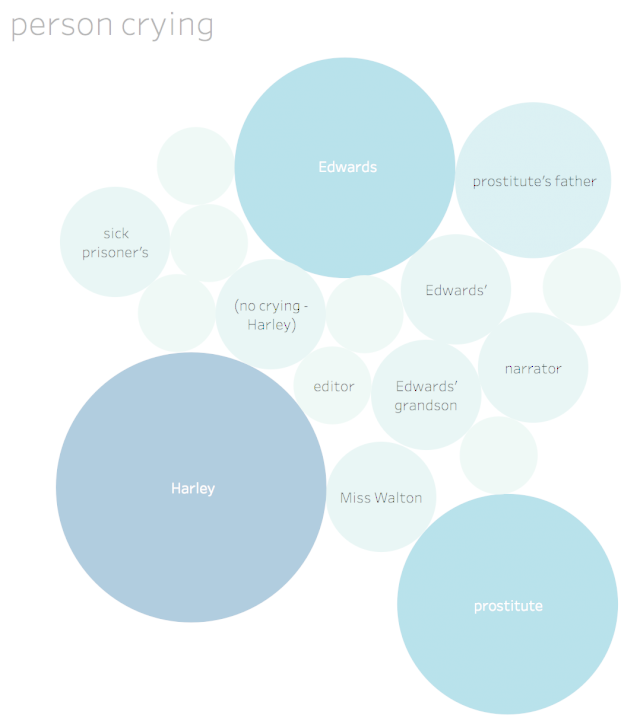 person crying
Edwards
prostitute's father
sick
prisoner's
(no crying -
Harley)
Edwards'
narrator
editor
Edwards'
grandson
Harley
Miss Walton
prostitute